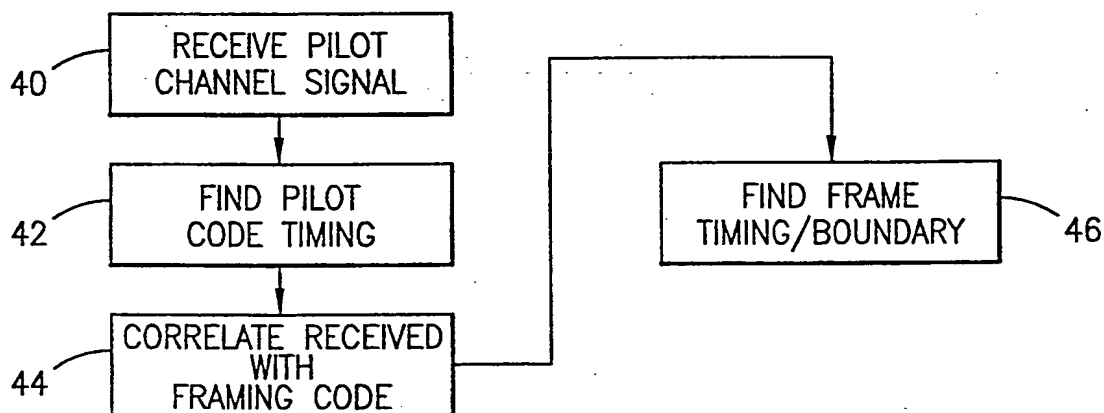 40
RECEIVE PILOT
CHANNEL SIGNAL
42
FIND PILOT
CODE TIMING
44
CORRELATE RECEIVED
WITH
FRAMING CODE
FIND FRAME
TIMING/BOUNDARY
46